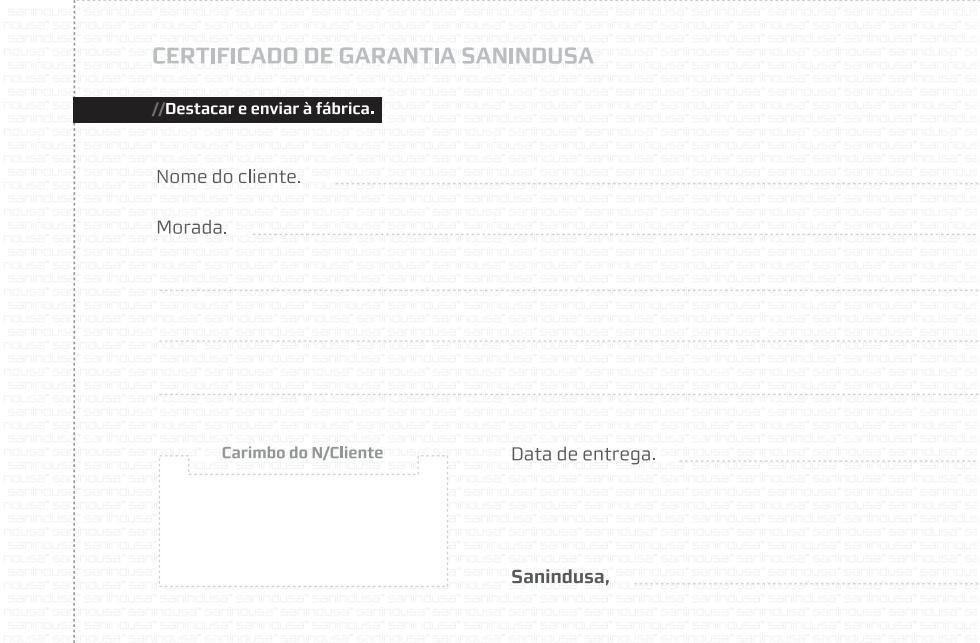 CERTIFICADO DE GARANTIA SANINDUSA
//Destacar e enviar à fábrica.
Nome do cliente.
Morada.
Carimbo do N/Cliente
Data de entrega.
Sanindusa,